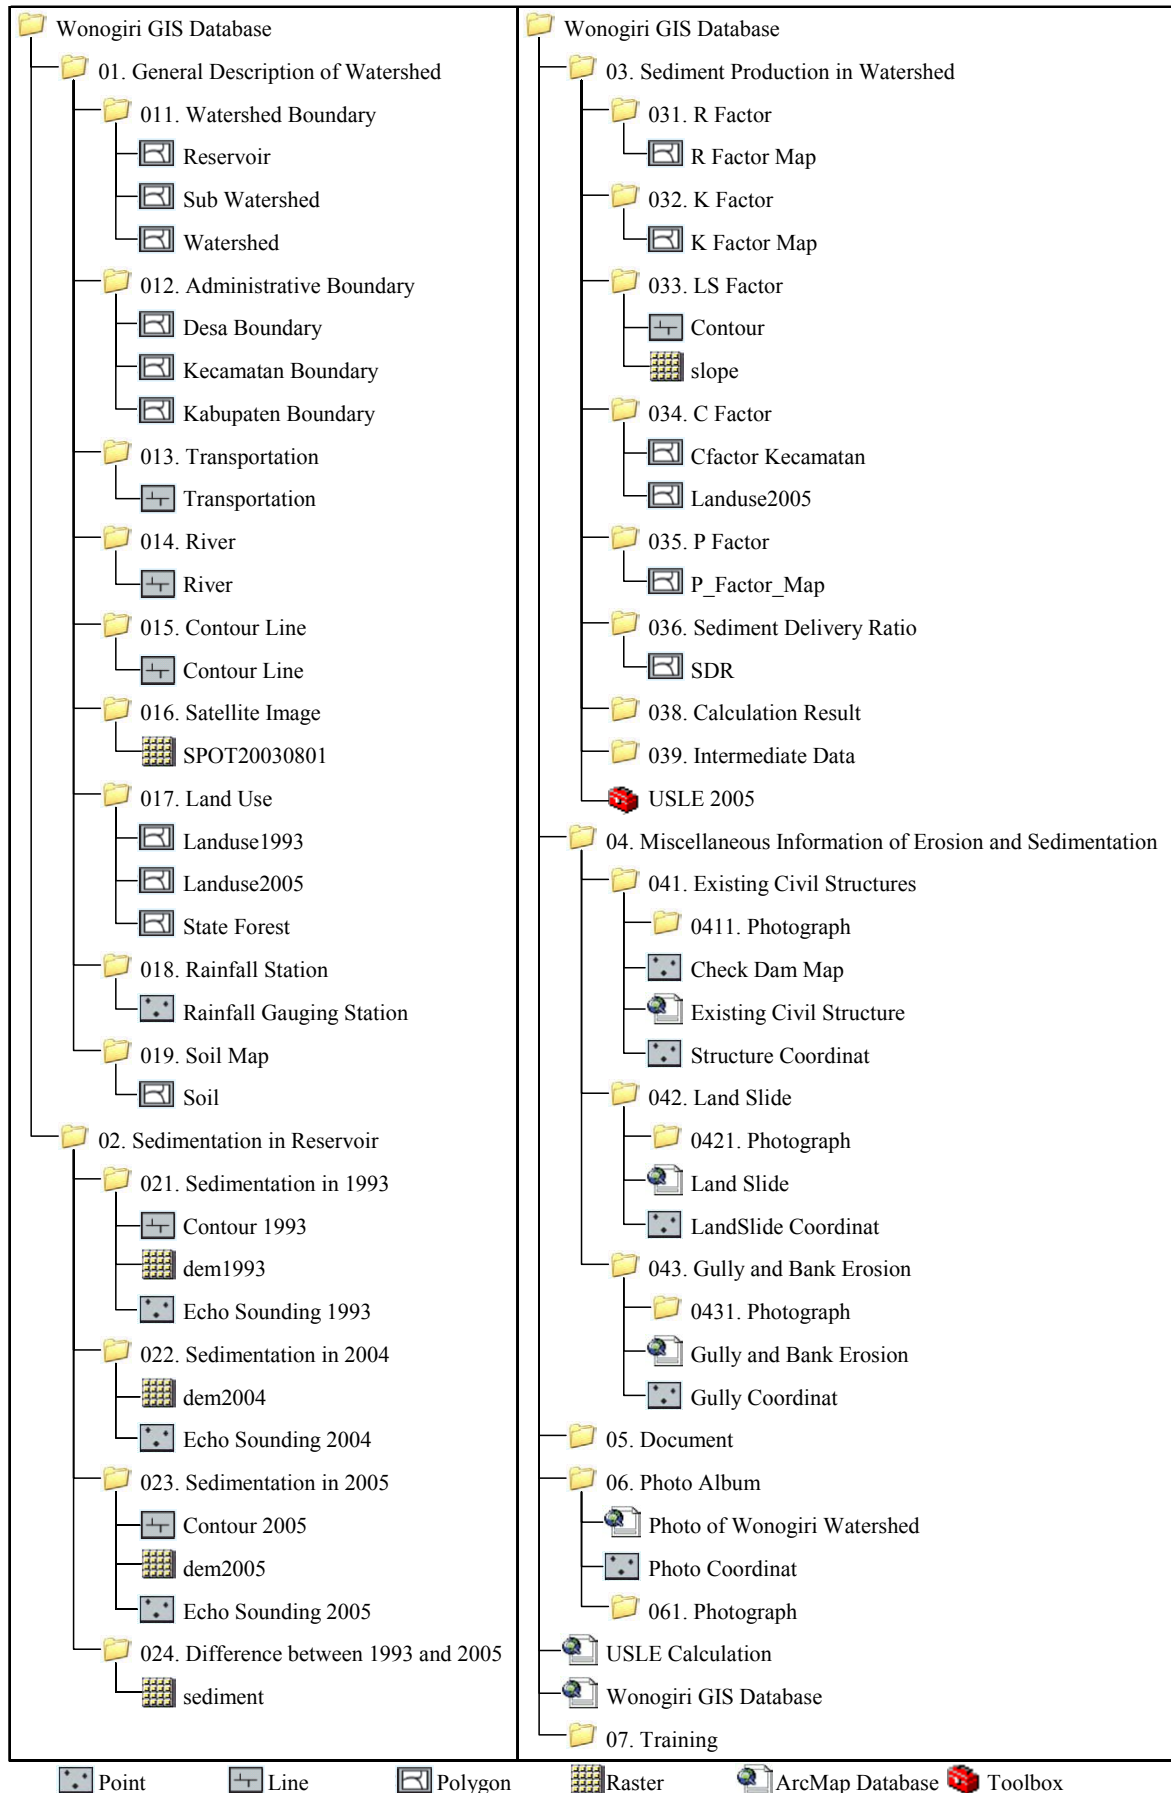 Wonogiri GIS Database
01. General Description of Watershed
011. Watershed Boundary
Reservoir
Sub Watershed
Watershed
012. Administrative Boundary
Desa Boundary
Kecamatan Boundary
Kabupaten Boundary
013. Transportation
Transportation
014. River
River
015. Contour Line
Contour Line
016. Satellite Image
SPOT20030801
017. Land Use
Landuse1993
Landuse2005
State Forest
018. Rainfall Station
Rainfall Gauging Station
019. Soil Map
Soil
02. Sedimentation in Reservoir
021. Sedimentation in 1993
Contour 1993
dem1993
Echo Sounding 1993
022. Sedimentation in 2004
dem2004
Echo Sounding 2004
023. Sedimentation in 2005
Contour 2005
dem2005
Echo Sounding 2005
024. Difference between 1993 and 2005
sediment
Wonogiri GIS Database
03. Sediment Production in Watershed
031. R Factor
R Factor Map
032. K Factor
K Factor Map
033. LS Factor
Contour
slope
034. C Factor
Cfactor Kecamatan
Landuse2005
035. P Factor
P_Factor_Map
036. Sediment Delivery Ratio
SDR
038. Calculation Result
039. Intermediate Data
USLE 2005
04. Miscellaneous Information of Erosion and Sedimentation
041. Existing Civil Structures
0411. Photograph
Check Dam Map
Existing Civil Structure
Structure Coordinat
042. Land Slide
0421. Photograph
Land Slide
LandSlide Coordinat
043. Gully and Bank Erosion
0431. Photograph
Gully and Bank Erosion
Gully Coordinat
05. Document
06. Photo Album
Photo of Wonogiri Watershed
Photo Coordinat
061. Photograph
USLE Calculation
Wonogiri GIS Database
07. Training
Point Line Polygon Raster ArcMap Database Toolbox